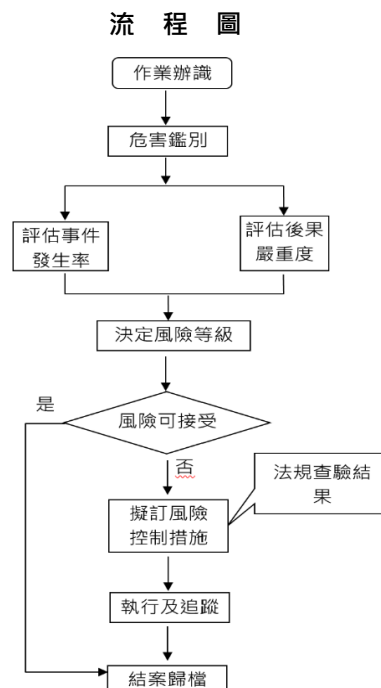 流 程 圖
作業辦識
危害鑑別
評估事件
發生率
評估後果
嚴重度
決定風險等級
是
風險可接受
否
法規查驗結
果
擬訂風險
控制措施
執行及追蹤
結案歸檔